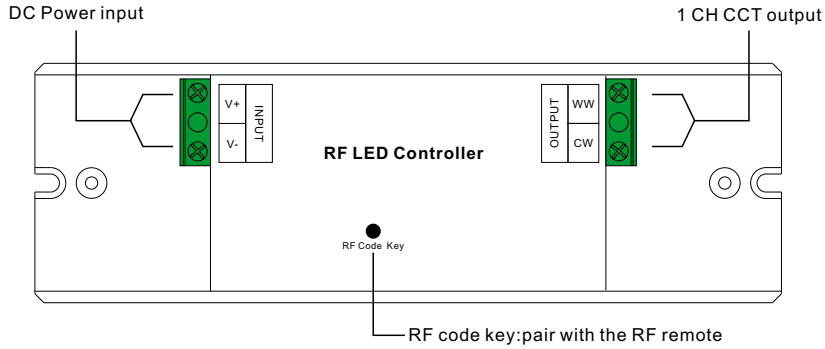 DC Power input
1 CH CCT output
V+
V-
INPUT
OUTPUT
WW
CW
RF LED Controller
RF Code Key
RF code key:pair with the RF remote